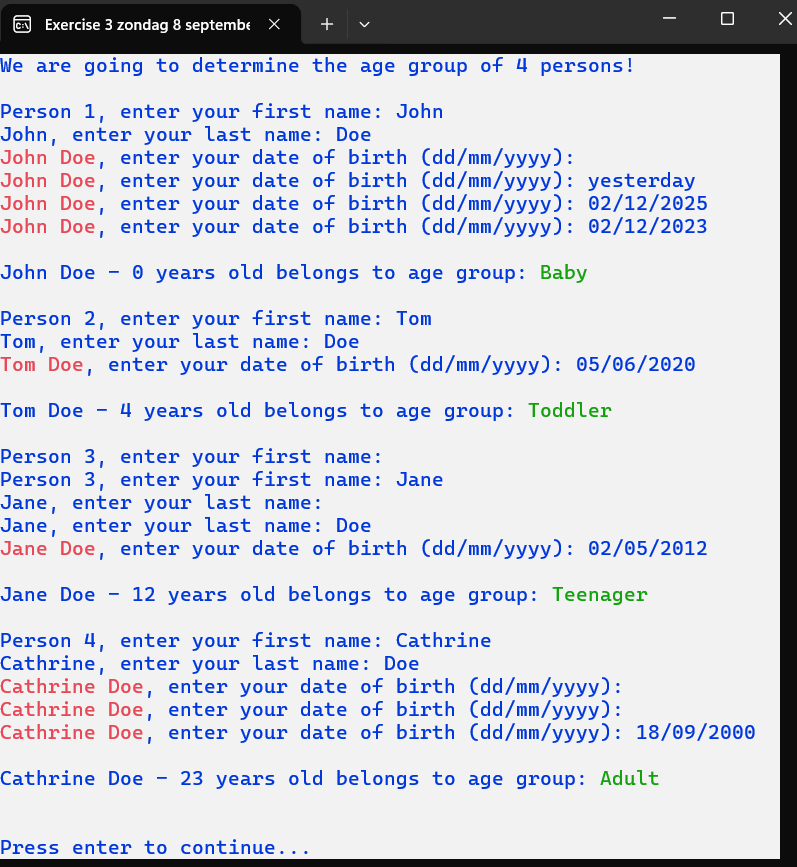 Exercise 3 zondag 8 septembe
We are going to determine the age group of 4 persons!
Person 1, enter your first name: John
John, enter your last name: Doe
John Doe, enter your date of birth (dd/mm/yyyy):
John Doe, enter your date of birth (dd/mm/yyyy): yesterday
John Doe, enter your date of birth (dd/mm/yyyy): 02/12/2025
John Doe, enter your date of birth (dd/mm/yyyy): 02/12/2023
John Doe - 0 years old belongs to age group: Baby
Person 2, enter your first name: Tom
Tom, enter your last name: Doe
Tom Doe, enter your date of birth (dd/mm/yyyy): 05/06/2020
Tom Doe - 4 years old belongs to age group: Toddler
Person 3, enter your first name:
Person 3, enter your first name: Jane
Jane, enter your last name:
Jane, enter your last name: Doe
Jane Doe, enter your date of birth (dd/mm/yyyy): 02/05/2012
Jane Doe - 12 years old belongs to age group: Teenager
Person 4, enter your first name: Cathrine
Cathrine, enter your last name: Doe
Cathrine Doe, enter your date of birth (dd/mm/yyyy):
Cathrine Doe, enter your date of birth (dd/mm/yyyy):
Cathrine Doe, enter your date of birth (dd/mm/yyyy): 18/09/2000
Cathrine Doe - 23 years old belongs to age group: Adult
Press enter to continue...